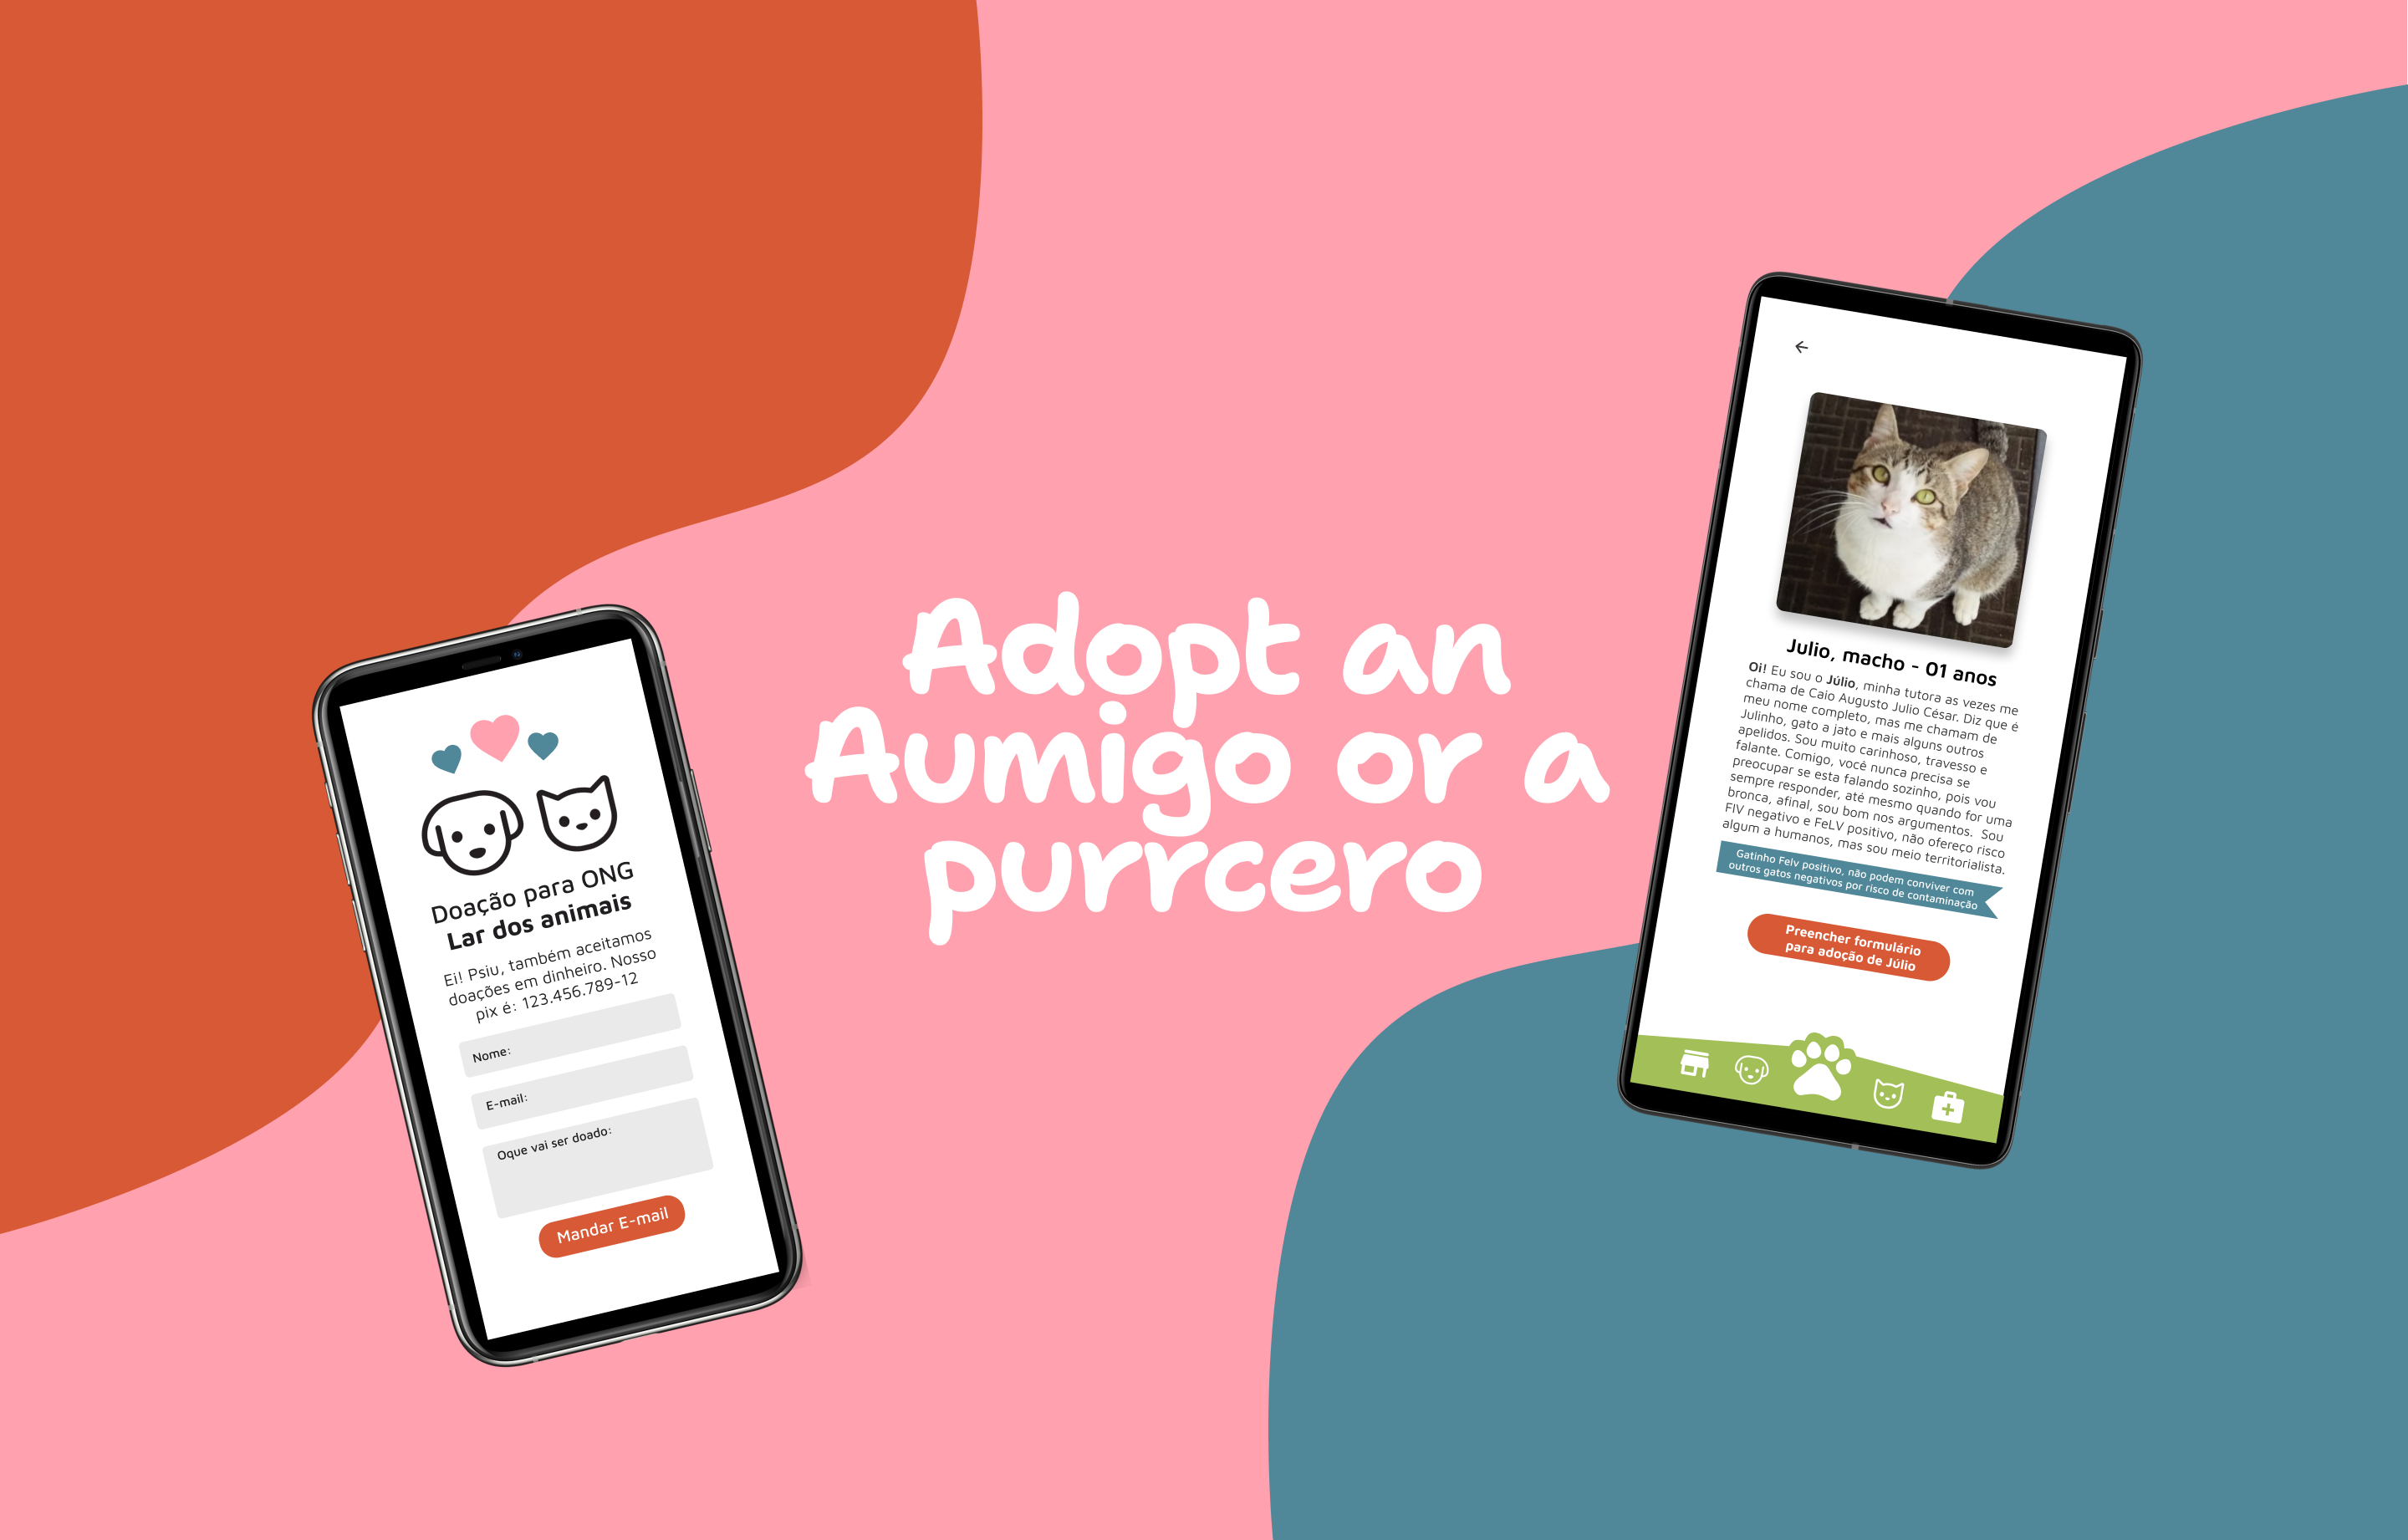 Adopt an
Aumigo or a
purrcero
Doação para ONG
Lar dos animais
Ei! Psiu, também aceitamos
doações em dinheiro. Nosso
pix é: 123.456.789-12
Nome:
E-mail:
Oque vai ser doado:
Mandar E-mail
Julio, macho - 01 anos
Oi! Eu sou o Júlio, minha tutora as vezes me
chama de Caio Augusto Julio César. Diz que é
meu nome completo, mas me chamam de
Julinho, gato a jato e mais alguns outros
apelidos. Sou muito carinhoso, travesso e
falante. Comigo, você nunca precisa se
preocupar se esta falando sozinho, pois vou
sempre responder, até mesmo quando for uma
bronca, afinal, sou bom nos argumentos. Sou
FIV negativo e FeLV positivo, não ofereço risco
algum a humanos, mas sou meio territorialista.
Gatinho Felv positivo, não podem conviver com
outros gatos negativos por risco de contaminação
Preencher formulário
para adoção de Júlio